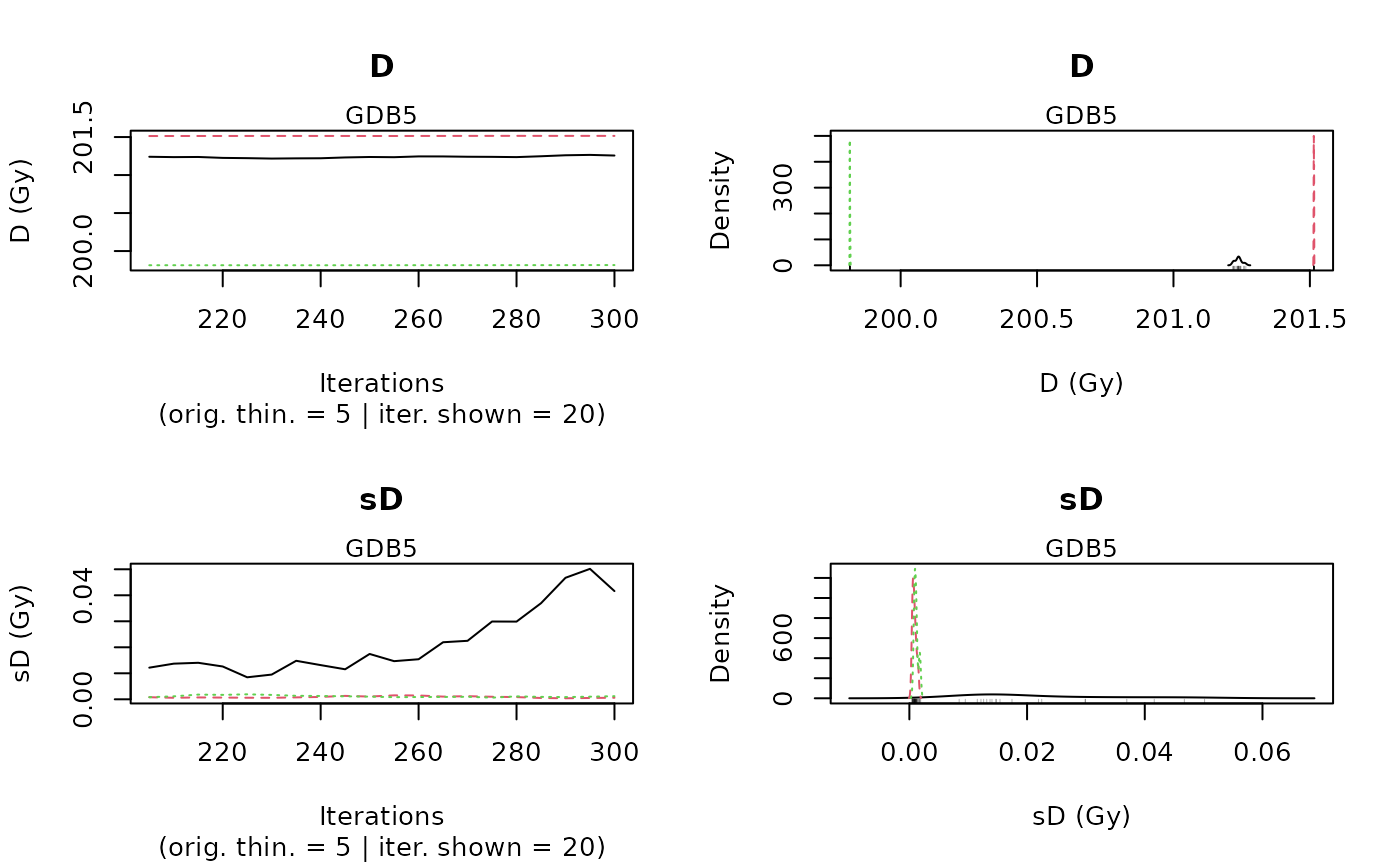 D
GDB5
D (Gy)
200.0 201.5
220 240 260 280 300
Iterations
(orig. thin. = 5 | iter. shown = 20)
D
GDB5
Density
0 300
200.0 200.5 201.0 201.5
D (Gy)
sD
GDB5
sD (Gy)
0.00 0.04
220 240 260 280 300
Iterations
(orig. thin. = 5 | iter. shown = 20)
sD
GDB5
Density
0 600
0.00 0.02 0.04 0.06
sD (Gy)